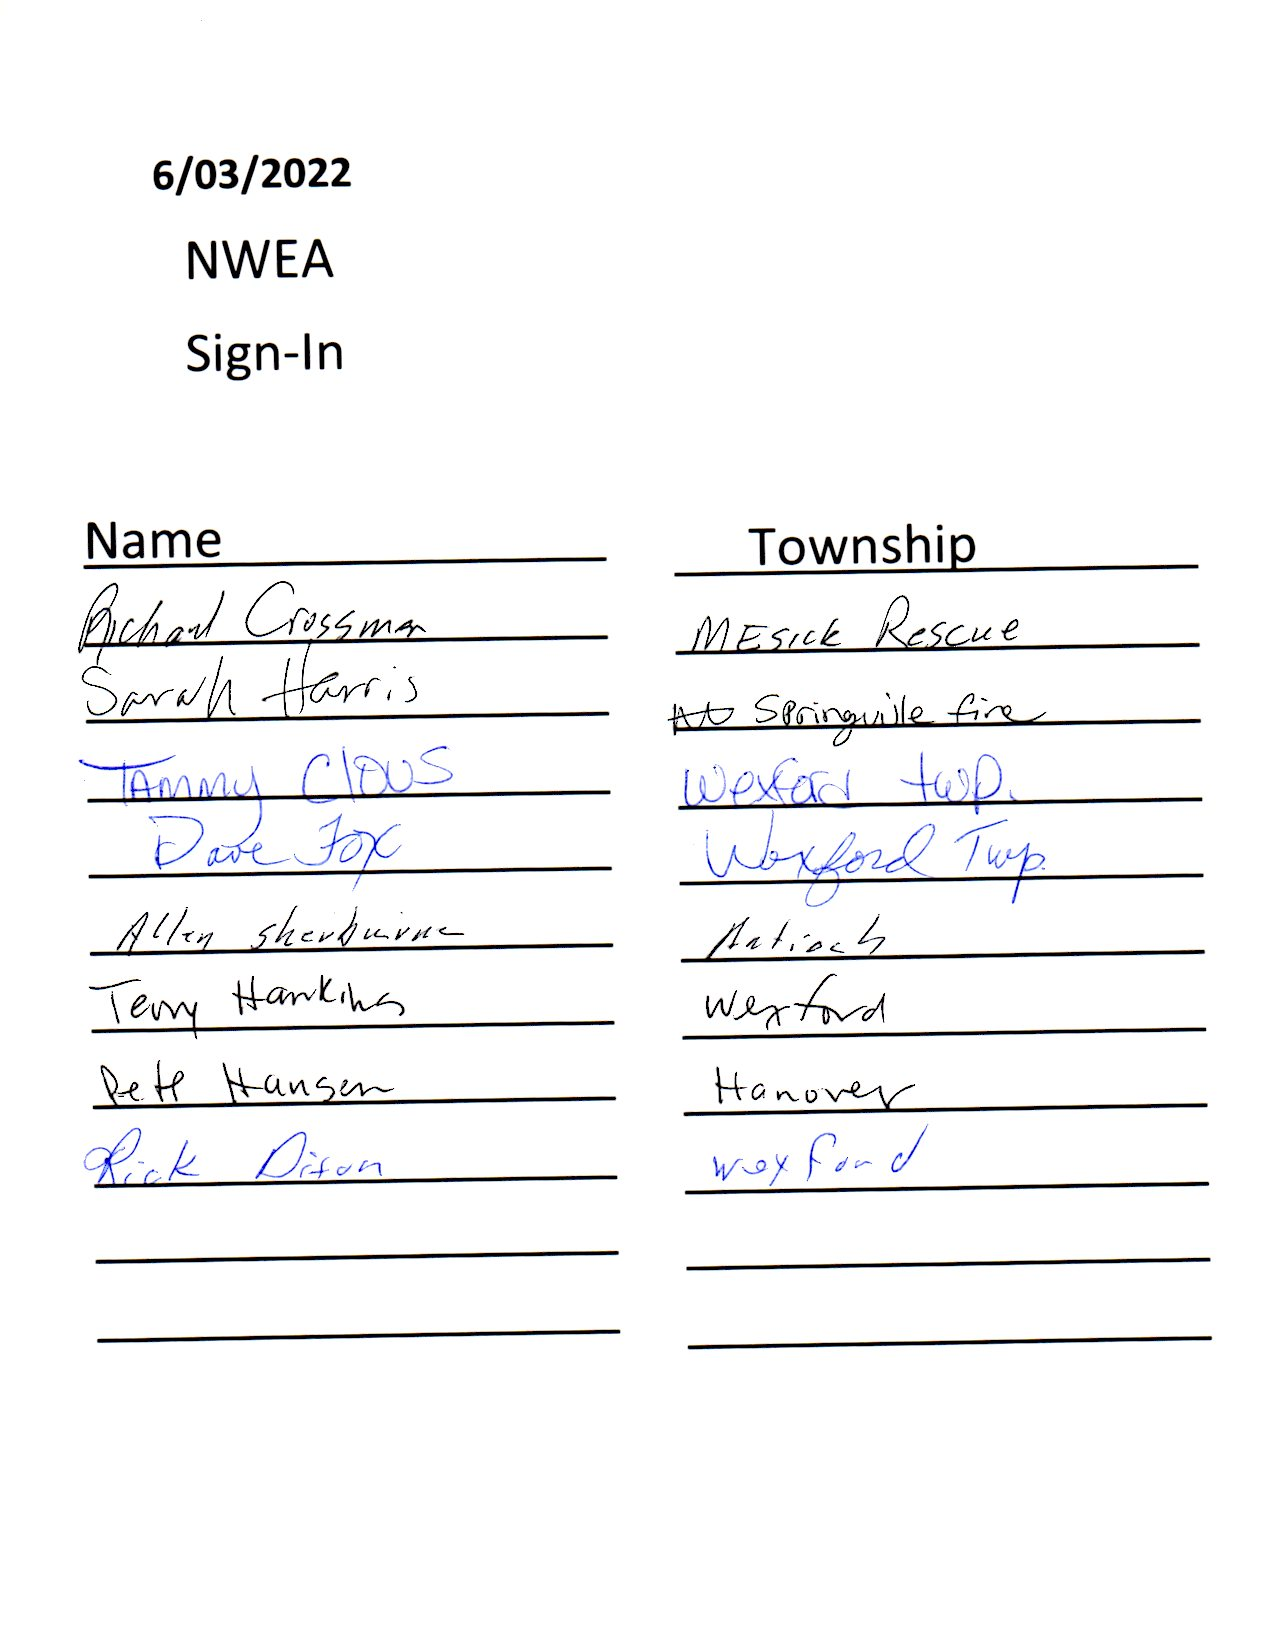 6/03/2022
NWEA
Sign-In
Name Township
Richard Crossman MEsick Rescue
Sarah Harris Springville fire
TAmmy Clous Wexford twp.
Dave Fox Wexford Twp.
Allen sherburne Antioch
Terry Hankins Wexford
Pete Hansen Hanover
Rick Dixon wexford